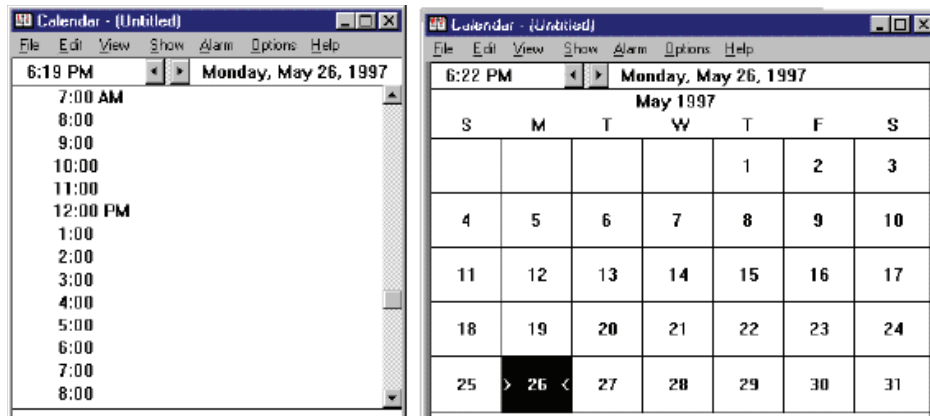 Calendar - (Untitled)
File Edit View Show Alarm Options Help
6:19 PM Monday, May 26, 1997
7:00 AM
8:00
9:00
10:00
11:00
12:00 PM
1:00
2:00
3:00
4:00
5:00
6:00
7:00
8:00
Calendar - (Untitled)
File Edit View Show Alarm Options Help
6:22 PM Monday, May 26, 1997
May 1997
S M T W T F S
1 2 3
4 5 6 7 8 9 10
11 12 13 14 15 16 17
18 19 20 21 22 23 24
25 > 26 < 27 28 29 30 31